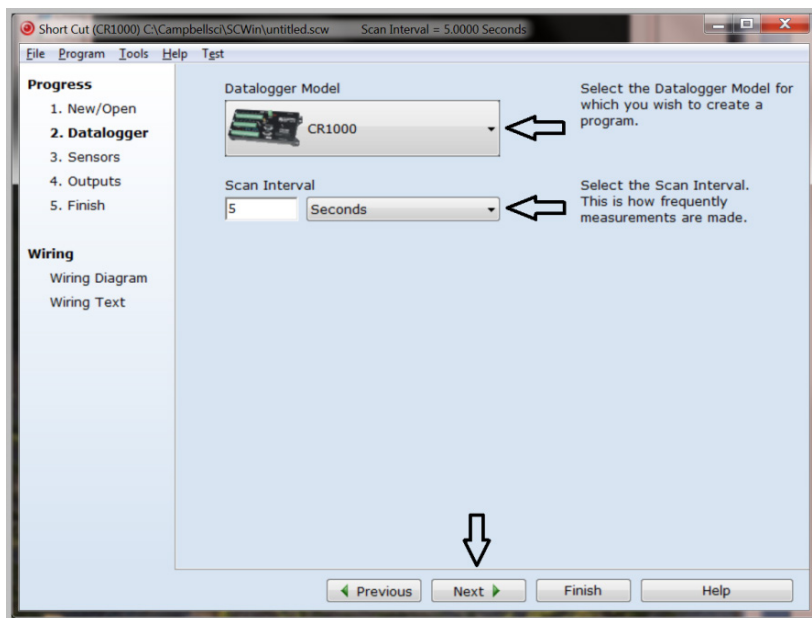 Short Cut (CR1000) C:\Campbellsci\SCWin\untitled.scw Scan Interval = 5.0000 Seconds
File Program Tools Help Test
Progress
1. New/Open
2. Datalogger
3. Sensors
4. Outputs
5. Finish
Wiring
Wiring Diagram
Wiring Text
Datalogger Model
CR1000
Select the Datalogger Model for
which you wish to create a
program.
Scan Interval
5 Seconds
Select the Scan Interval.
This is how frequently
measurements are made.
Previous Next Finish Help